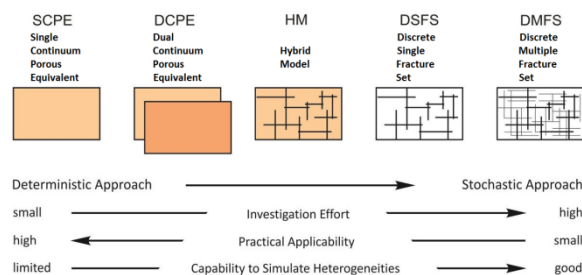 SCPE DCPE HM DSFS DMFS
Single Dual Discrete Discrete
Continuum Continuum Hybrid Single Multiple
Porous Porous Model Fracture Fracture
Equivalent Equivalent Set Set
Deterministic Approach Stochastic Approach
small Investigation Effort high
high Practical Applicability small
limited Capability to Simulate Heterogeneities good